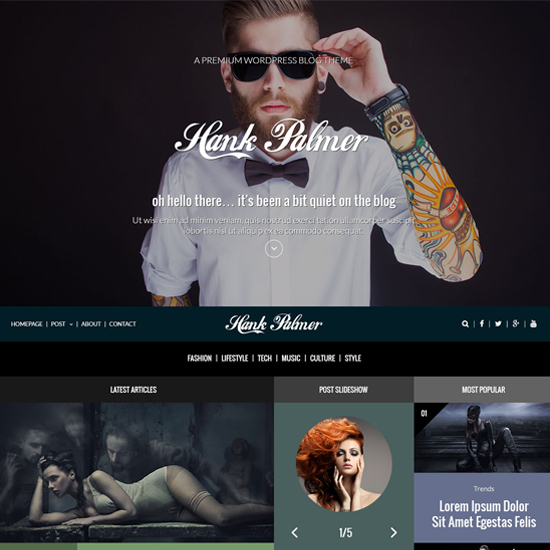 A PREMIUM WORDPRESS BLOG THEME
Hank Palmer
oh hello there... it's been a bit quiet on the blog
Ut wisi enim ad minim veniam, quis nostrud exerci tation ullamcorper suscipit
lobortis nisl ut aliquip ex ea commodo consequat.
HOMEPAGE | POST | ABOUT | CONTACT
Hank Palmer
FASHION | LIFESTYLE | TECH | MUSIC | CULTURE | STYLE
LATEST ARTICLES
POST SLIDESHOW
MOST POPULAR
01
1/5
Trends
Lorem Ipsum Dolor
Sit Amet Egestas Felis